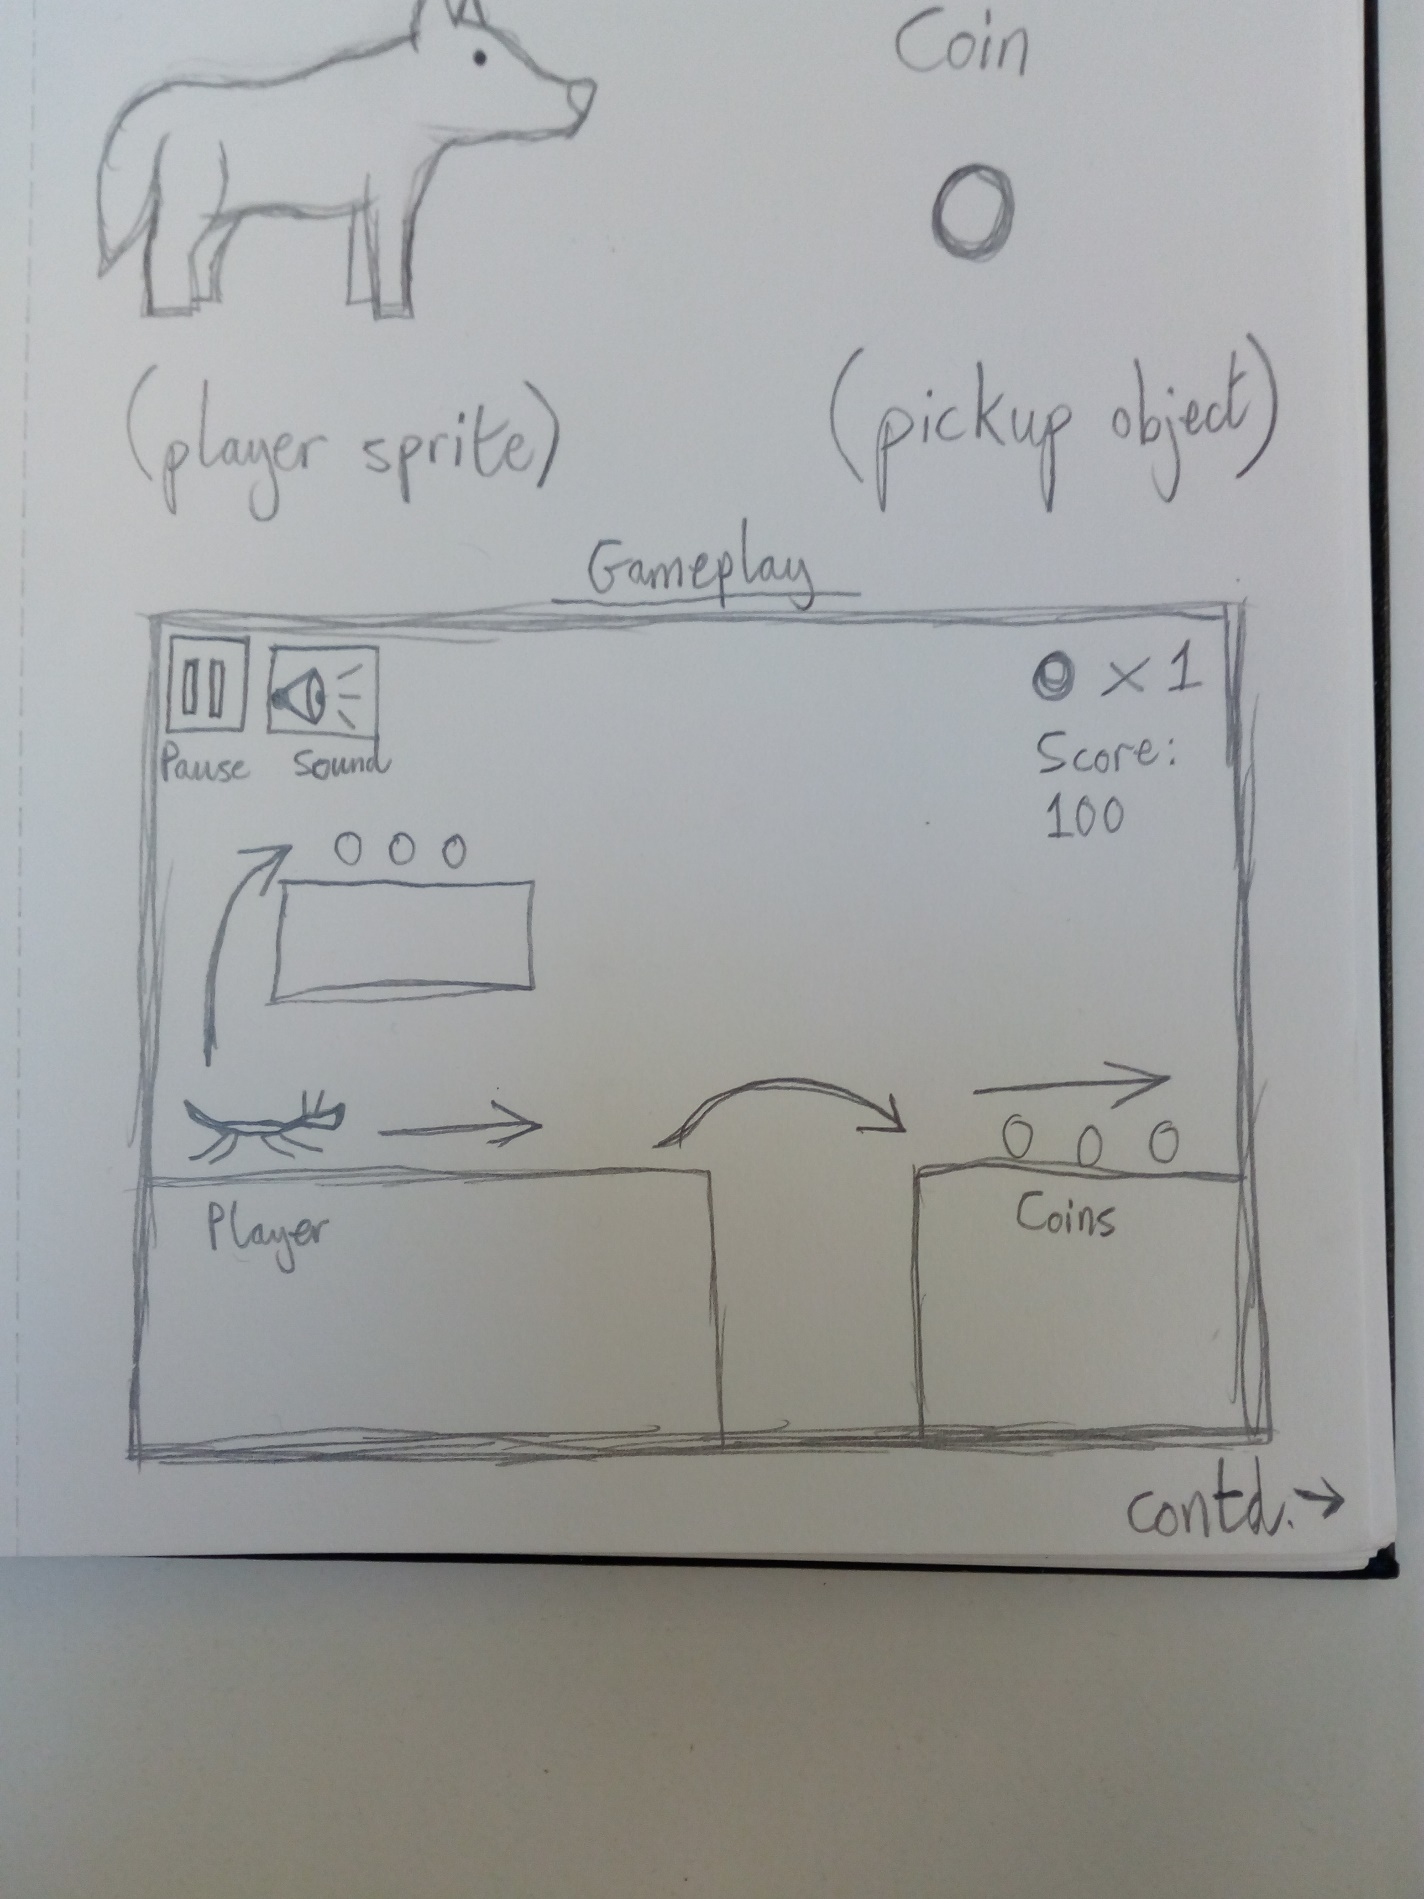 Coin
(player sprite)
(pickup object)
Gameplay
x 1
Pause
Sound
Score:
100
Player
Coins
contd.→